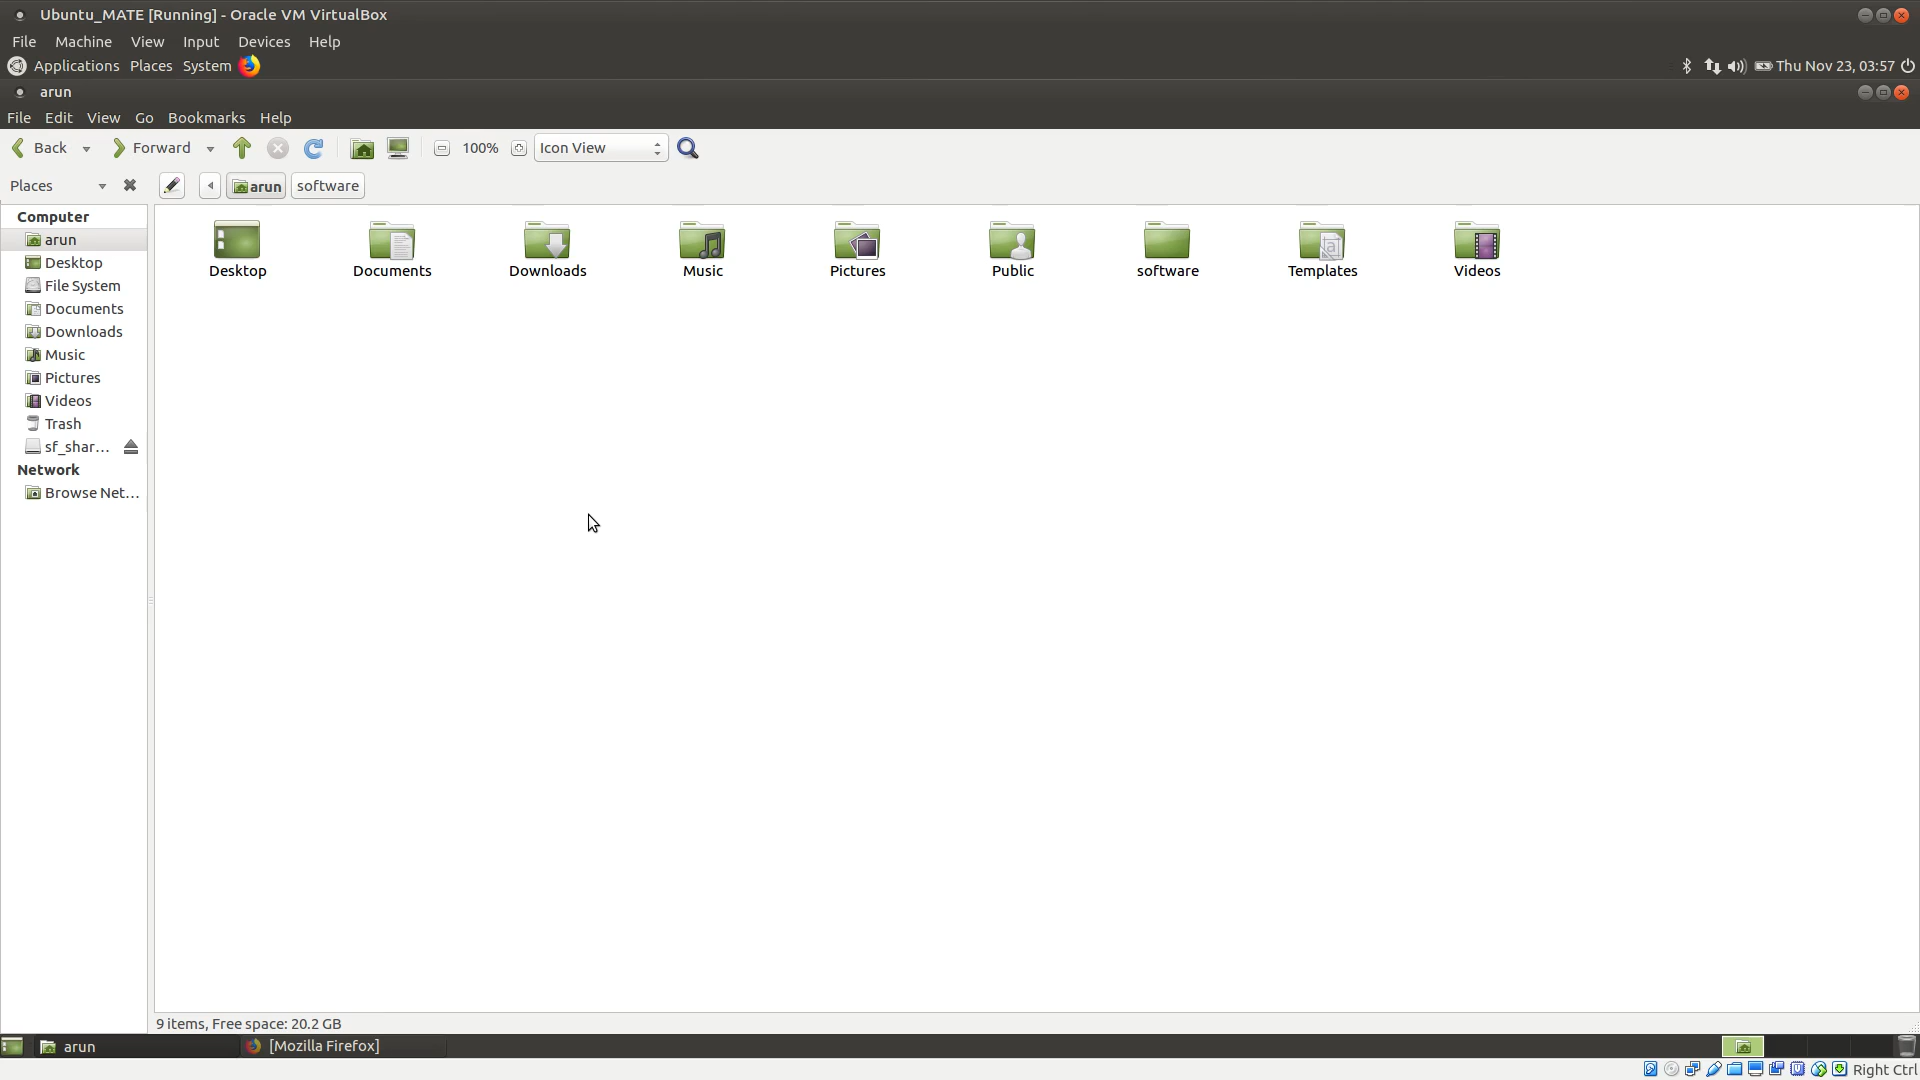 Ubuntu_MATE [Running] - Oracle VM VirtualBox
File Machine View Input Devices Help
Applications Places System Thu Nov 23, 03:57
arun
File Edit View Go Bookmarks Help
Back Forward 100% Icon View
Places arun software
Computer
arun
Desktop
File System
Documents
Downloads
Music
Pictures
Videos
Trash
sf_shar...
Network
Browse Net...
Desktop Documents Downloads Music Pictures Public software Templates Videos
9 items, Free space: 20.2 GB
arun [Mozilla Firefox]
Right Ctrl